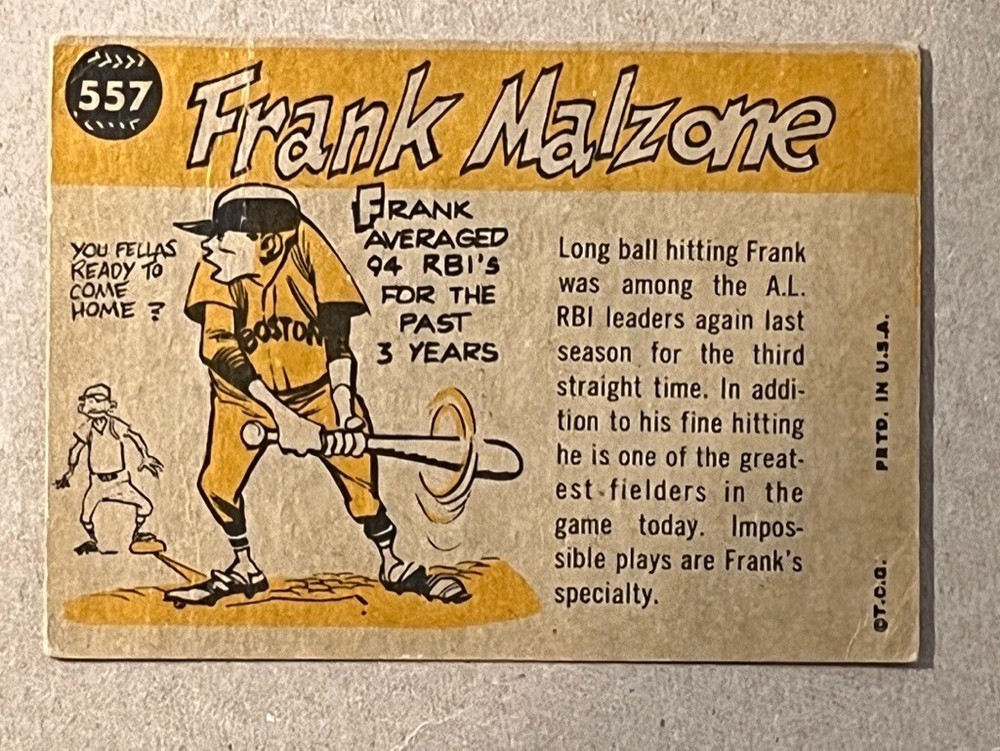 557
Frank Malzone
YOU FELLAS
READY TO
COME
HOME ?
FRANK
AVERAGED
94 RBI'S
FOR THE
PAST
3 YEARS
BOSTON
Long ball hitting Frank
was among the A.L.
RBI leaders again last
season for the third
straight time. In addi-
tion to his fine hitting
he is one of the great-
est fielders in the
game today. Impos-
sible plays are Frank's
specialty.
©T.C.G. PRTD. IN U.S.A.